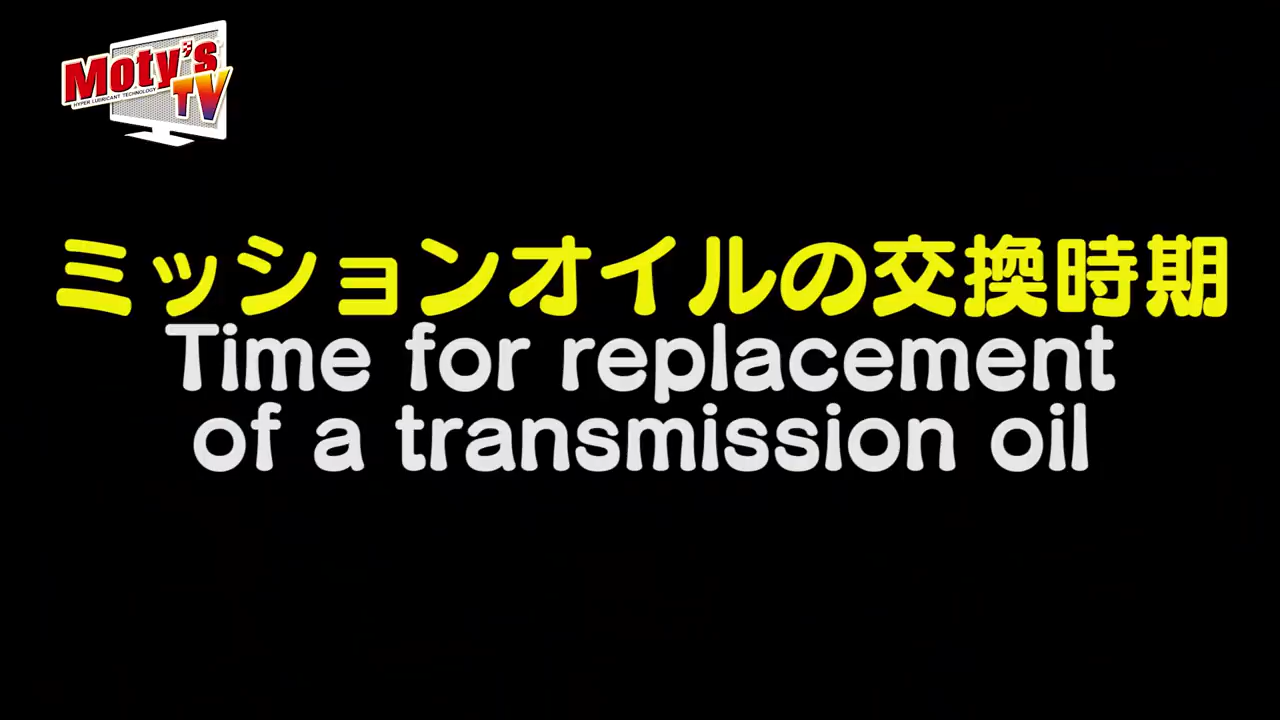 Moty's
HYPER LUBRICANT TECHNOLOGY
TV
ミッションオイルの交換時期
Time for replacement
of a transmission oil